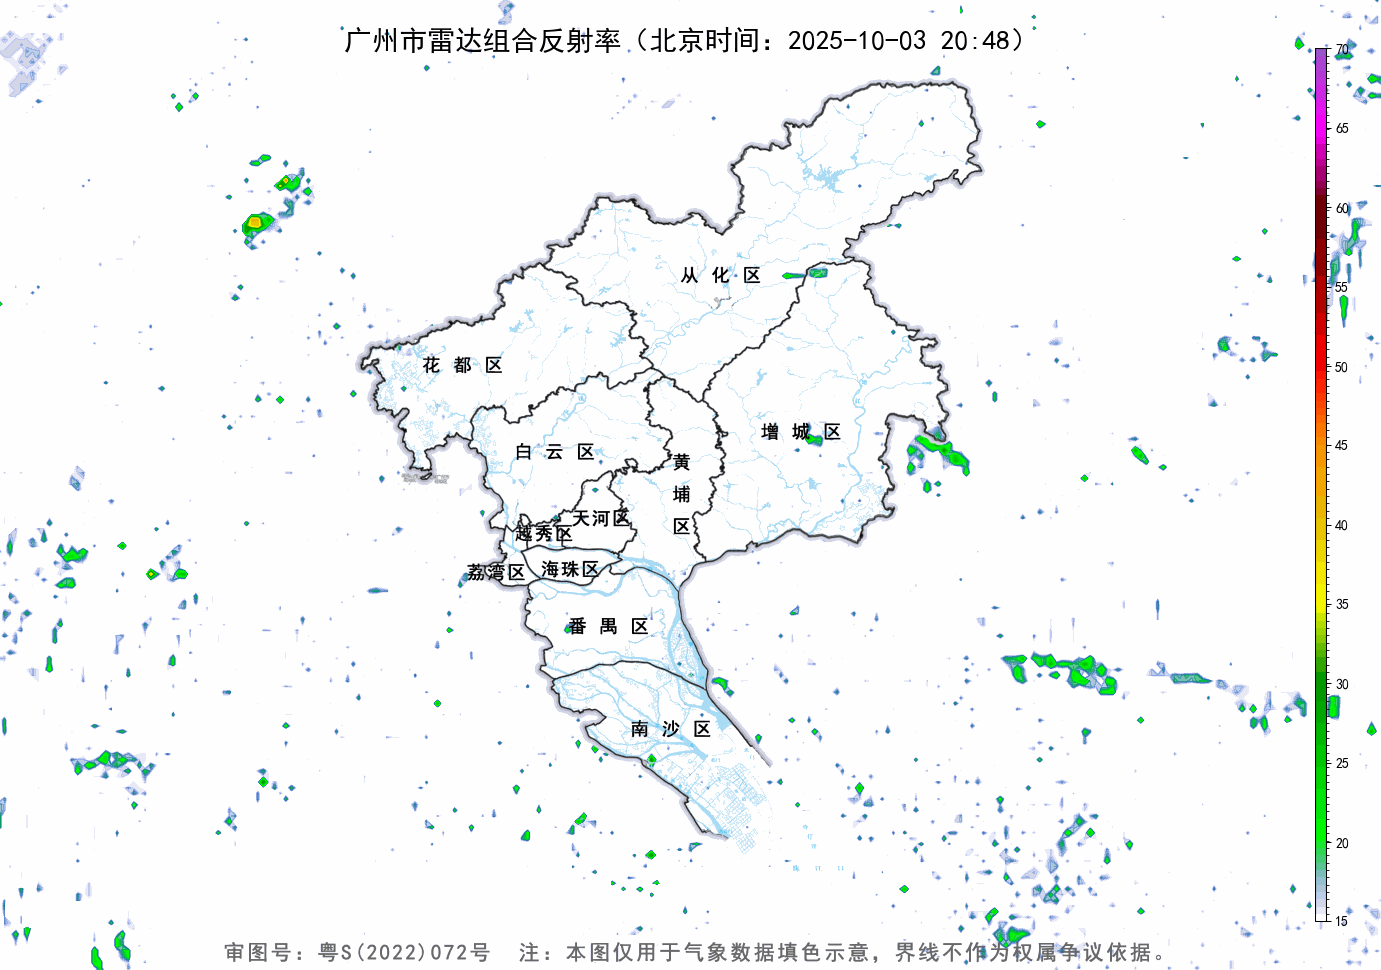 广州市雷达组合反射率（北京时间：2025-10-03 20:48）
70
65
60
55
50
45
40
35
30
25
20
15
从化区
花都区
增城区
白云区
黄埔区
天河区
越秀区
荔湾区
海珠区
番禺区
南沙区
审图号：粤S(2022)072号 注：本图仅用于气象数据填色示意，界线不作为权属争议依据。